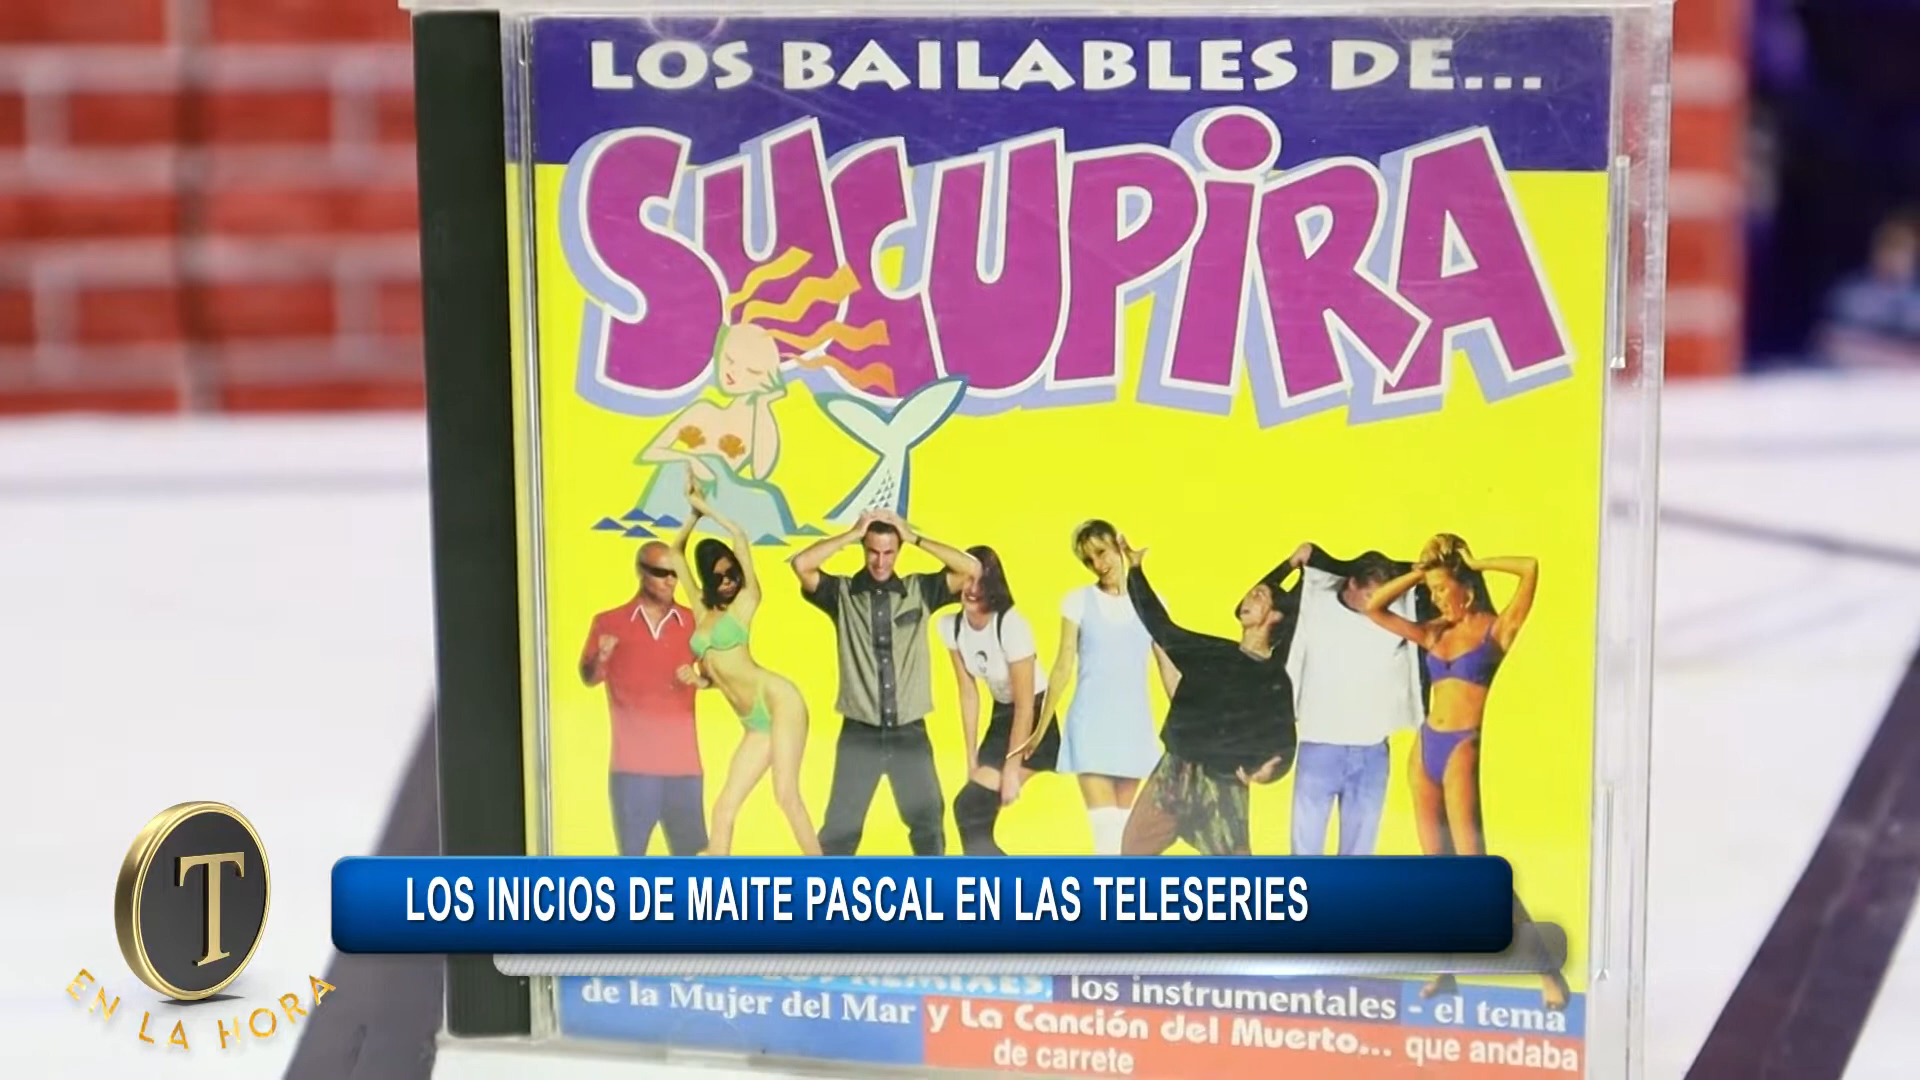 LOS BAILABLES DE...
SUCUPIRA
T
EN LA HORA
LOS INICIOS DE MAITE PASCAL EN LAS TELESERIES
REMIXES, los instrumentales - el tema
de la Mujer del Mar y La Canción del Muerto... que andaba
de carrete